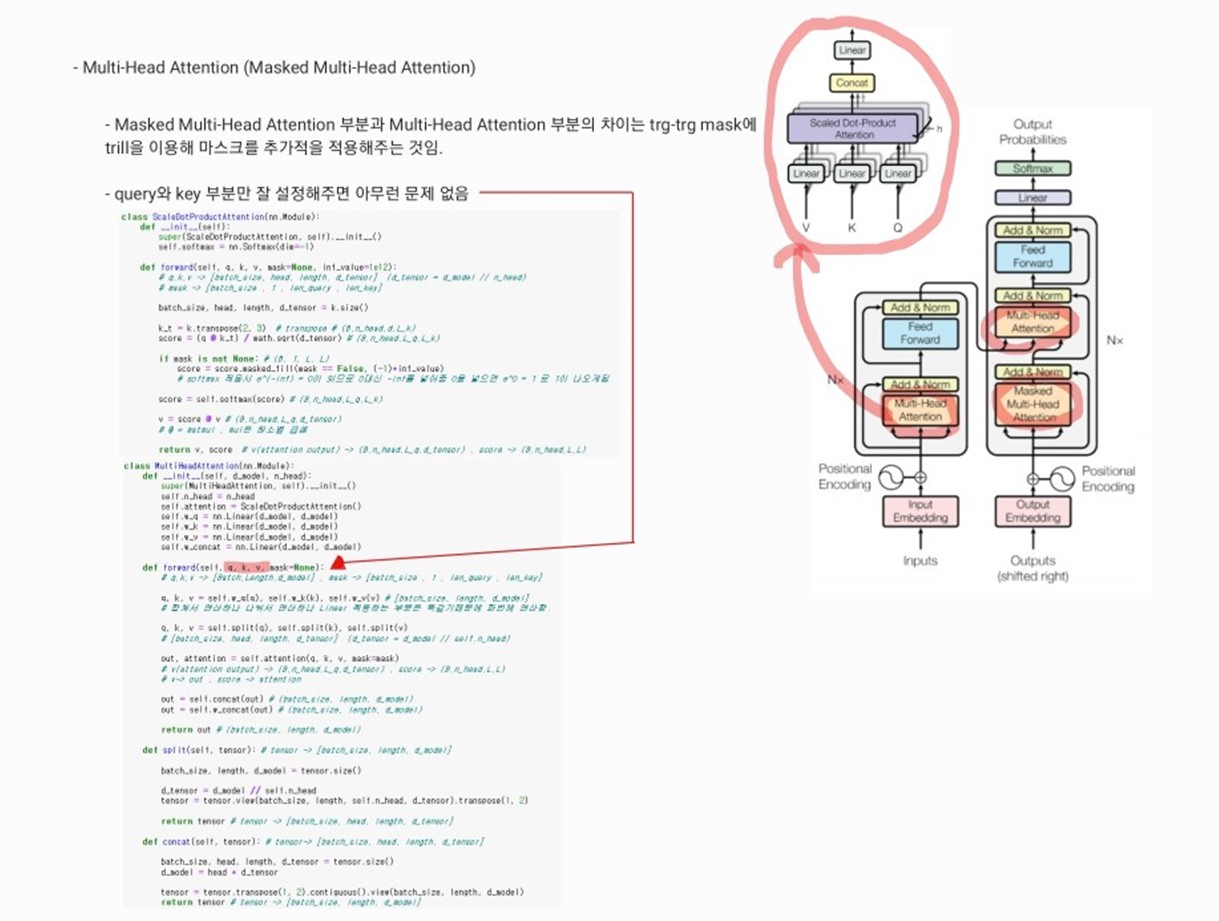 - Multi-Head Attention (Masked Multi-Head Attention)
- Masked Multi-Head Attention 부분과 Multi-Head Attention 부분의 차이는 trg-trg mask에
trill을 이용해 마스크를 추가적을 적용해주는 것임.
- query와 key 부분만 잘 설정해주면 아무런 문제 없음
class ScaleDotProductAttention(nn.Module):
def __init__(self):
super(ScaleDotProductAttention, self).__init__()
self.softmax = nn.Softmax(dim=-1)
def forward(self, q, k, v, mask=None, inf_value=1e12):
# q,k,v -> [batch_size, head, length, d_tensor] (d_tensor = d_model // n_head)
# mask -> [batch_size , 1 , len_query , len_key]
batch_size, head, length, d_tensor = k.size()
k_t = k.transpose(2, 3) # transpose # (B,n_head,d,L_k)
score = (q @ k_t) / math.sqrt(d_tensor) # (B,n_head,L_q,L_k)
if mask is not None: # (B, 1, L, L)
score = score.masked_fill(mask == False, (-1)*inf_value)
# softmax 적용시 e^(-inf) = 0이 되므로 0대신 -inf를 넣어줌 0을 넣으면 e^0 = 1 로 1이 나오게됨
score = self.softmax(score) # (B,n_head,L_q,L_k)
v = score @ v # (B,n_head,L_q,d_tensor)
# @ = matmul , mul은 원소별 곱셈
return v, score # v(attention output) -> (B,n_head,L_q,d_tensor) , score -> (B,n_head,L,L)
class MultiHeadAttention(nn.Module):
def __init__(self, d_model, n_head):
super(MultiHeadAttention, self).__init__()
self.n_head = n_head
self.attention = ScaleDotProductAttention()
self.w_q = nn.Linear(d_model, d_model)
self.w_k = nn.Linear(d_model, d_model)
self.w_v = nn.Linear(d_model, d_model)
self.w_concat = nn.Linear(d_model, d_model)
def forward(self, q, k, v, mask=None):
# q,k,v -> [Batch,Length,d_model] , mask -> [batch_size , 1 , len_query , len_key]
q, k, v = self.w_q(q), self.w_k(k), self.w_v(v) # [batch_size, length, d_model]
# 합쳐서 연산하나 나눠서 연산하나 Linear 적용하는 부분은 똑같기때문에 한번에 연산함.
q, k, v = self.split(q), self.split(k), self.split(v)
# [batch_size, head, length, d_tensor] (d_tensor = d_model // self.n_head)
out, attention = self.attention(q, k, v, mask=mask)
# v(attention output) -> (B,n_head,L_q,d_tensor) , score -> (B,n_head,L,L)
# v-> out , score -> attention
out = self.concat(out) # (batch_size, length, d_model)
out = self.w_concat(out) # (batch_size, length, d_model)
return out # (batch_size, length, d_model)
def split(self, tensor): # tensor -> [batch_size, length, d_model]
batch_size, length, d_model = tensor.size()
d_tensor = d_model // self.n_head
tensor = tensor.view(batch_size, length, self.n_head, d_tensor).transpose(1, 2)
return tensor # tensor -> [batch_size, head, length, d_tensor]
def concat(self, tensor): # tensor-> [batch_size, head, length, d_tensor]
batch_size, head, length, d_tensor = tensor.size()
d_model = head * d_tensor
tensor = tensor.transpose(1, 2).contiguous().view(batch_size, length, d_model)
return tensor # tensor -> [batch_size, length, d_model]
Linear
Concat
Scaled Dot-Product
Attention
h
Linear Linear Linear
V K Q
Output
Probabilities
Softmax
Linear
Add & Norm
Feed
Forward
Add & Norm
Multi-Head
Attention
Nx
Add & Norm
Masked
Multi-Head
Attention
Add & Norm
Feed
Forward
Nx
Add & Norm
Multi-Head
Attention
Positional
Encoding
Positional
Encoding
Input
Embedding
Output
Embedding
Inputs
Outputs
(shifted right)